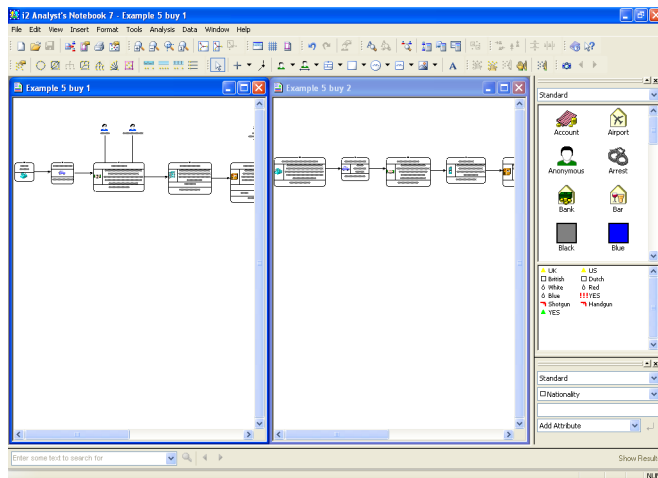 i2 Analyst's Notebook 7 - Example 5 buy 1
File Edit View Insert Format Tools Analysis Data Window Help
Example 5 buy 1
Example 5 buy 2
Standard
Account Airport
Anonymous Arrest
Bank Bar
Black Blue
UK US
British Dutch
White Red
Blue !!!YES
Shotgun Handgun
YES
Standard
Nationality
Add Attribute
Enter some text to search for
Show Result
NUM